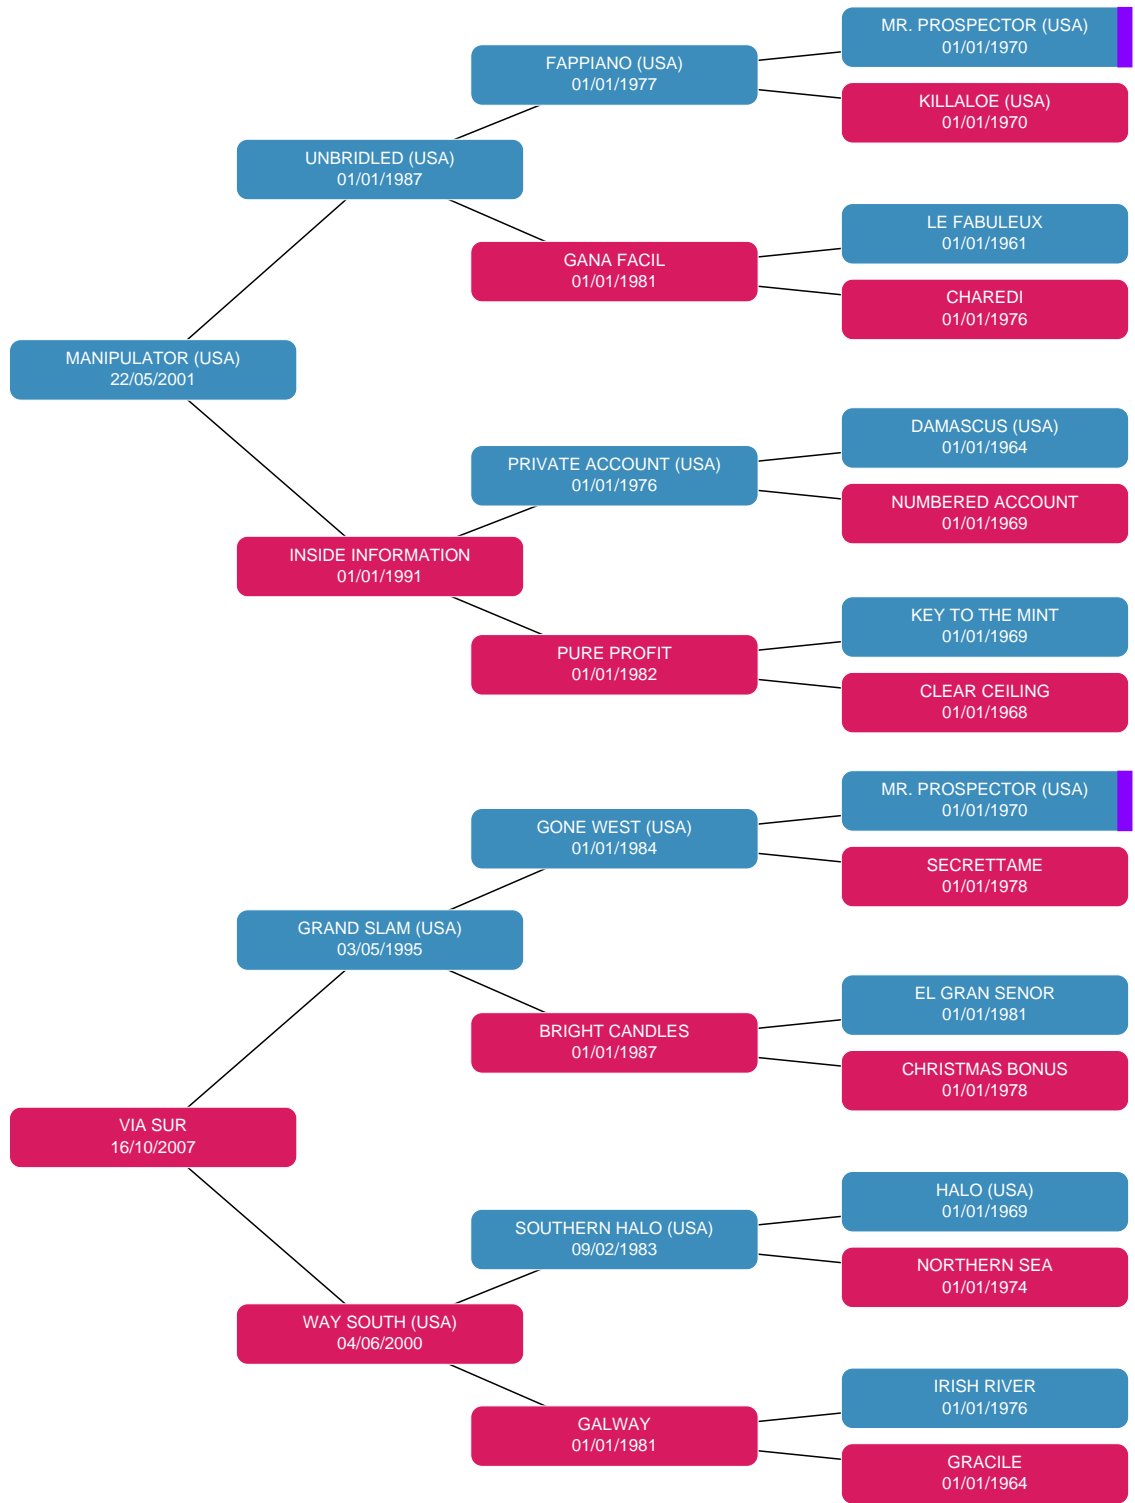 MR. PROSPECTOR (USA)
01/01/1970
FAPPIANO (USA)
01/01/1977
KILLALOE (USA)
01/01/1970
UNBRIDLED (USA)
01/01/1987
LE FABULEUX
01/01/1961
GANA FACIL
01/01/1981
CHAREDI
01/01/1976
MANIPULATOR (USA)
22/05/2001
DAMASCUS (USA)
01/01/1964
PRIVATE ACCOUNT (USA)
01/01/1976
NUMBERED ACCOUNT
01/01/1969
INSIDE INFORMATION
01/01/1991
KEY TO THE MINT
01/01/1969
PURE PROFIT
01/01/1982
CLEAR CEILING
01/01/1968
MR. PROSPECTOR (USA)
01/01/1970
GONE WEST (USA)
01/01/1984
SECRETTAME
01/01/1978
GRAND SLAM (USA)
03/05/1995
EL GRAN SENOR
01/01/1981
BRIGHT CANDLES
01/01/1987
CHRISTMAS BONUS
01/01/1978
VIA SUR
16/10/2007
HALO (USA)
01/01/1969
SOUTHERN HALO (USA)
09/02/1983
NORTHERN SEA
01/01/1974
WAY SOUTH (USA)
04/06/2000
IRISH RIVER
01/01/1976
GALWAY
01/01/1981
GRACILE
01/01/1964